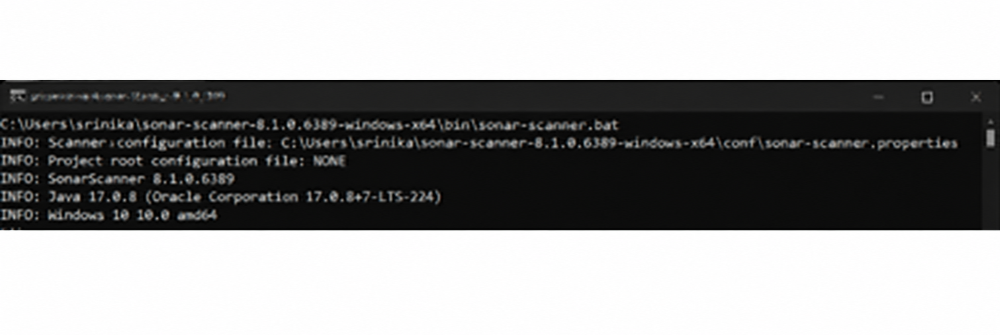 C:\Users\srinika\sonar-scanner-8.1.0.6389-windows-x64\bin\sonar-scanner.bat
INFO: Scanner configuration file: C:\Users\srinika\sonar-scanner-8.1.0.6389-windows-x64\conf\sonar-scanner.properties
INFO: Project root configuration file: NONE
INFO: SonarScanner 8.1.0.6389
INFO: Java 17.0.8 (Oracle Corporation 17.0.8+7-LTS-224)
INFO: Windows 10 10.0 amd64